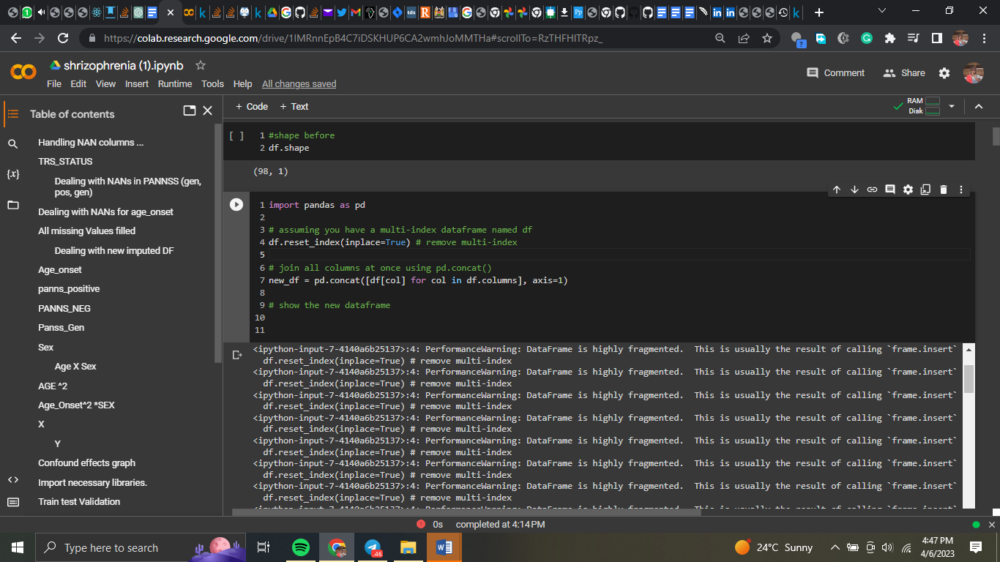 https://colab.research.google.com/drive/1IMRnnEpB4C7iDSKHUP6CA2wmhJoMMTHa#scrollTo=RzTHFHITRpz_
shrizophrenia (1).ipynb
File Edit View Insert Runtime Tools Help All changes saved
Comment Share
Table of contents
Handling NAN columns ...
TRS_STATUS
Dealing with NANs in PANNSS (gen,
pos, gen)
Dealing with NANs for age_onset
All missing Values filled
Dealing with new imputed DF
Age_onset
panns_positive
PANNS_NEG
Panss_Gen
Sex
Age X Sex
AGE ^2
Age_Onset^2 *SEX
X
Y
Confound effects graph
Import necessary libraries.
Train test Validation
+ Code + Text
RAM
Disk
[ ] 1 #shape before
2 df.shape
(98, 1)
1 import pandas as pd
2
3 # assuming you have a multi-index dataframe named df
4 df.reset_index(inplace=True) # remove multi-index
5
6 # join all columns at once using pd.concat()
7 new_df = pd.concat([df[col] for col in df.columns], axis=1)
8
9 # show the new dataframe
10
11
<ipython-input-7-4140a6b25137>:4: PerformanceWarning: DataFrame is highly fragmented.  This is usually the result of calling `frame.insert`
df.reset_index(inplace=True) # remove multi-index
<ipython-input-7-4140a6b25137>:4: PerformanceWarning: DataFrame is highly fragmented.  This is usually the result of calling `frame.insert`
df.reset_index(inplace=True) # remove multi-index
<ipython-input-7-4140a6b25137>:4: PerformanceWarning: DataFrame is highly fragmented.  This is usually the result of calling `frame.insert`
df.reset_index(inplace=True) # remove multi-index
<ipython-input-7-4140a6b25137>:4: PerformanceWarning: DataFrame is highly fragmented.  This is usually the result of calling `frame.insert`
df.reset_index(inplace=True) # remove multi-index
<ipython-input-7-4140a6b25137>:4: PerformanceWarning: DataFrame is highly fragmented.  This is usually the result of calling `frame.insert`
df.reset_index(inplace=True) # remove multi-index
<ipython-input-7-4140a6b25137>:4: PerformanceWarning: DataFrame is highly fragmented.  This is usually the result of calling `frame.insert`
df.reset_index(inplace=True) # remove multi-index
<ipython-input-7-4140a6b25137>:4: PerformanceWarning: DataFrame is highly fragmented.  This is usually the result of calling `frame.insert`
df.reset_index(inplace=True) # remove multi-index
0s completed at 4:14 PM
Type here to search
46
24°C Sunny
4:47 PM
4/6/2023